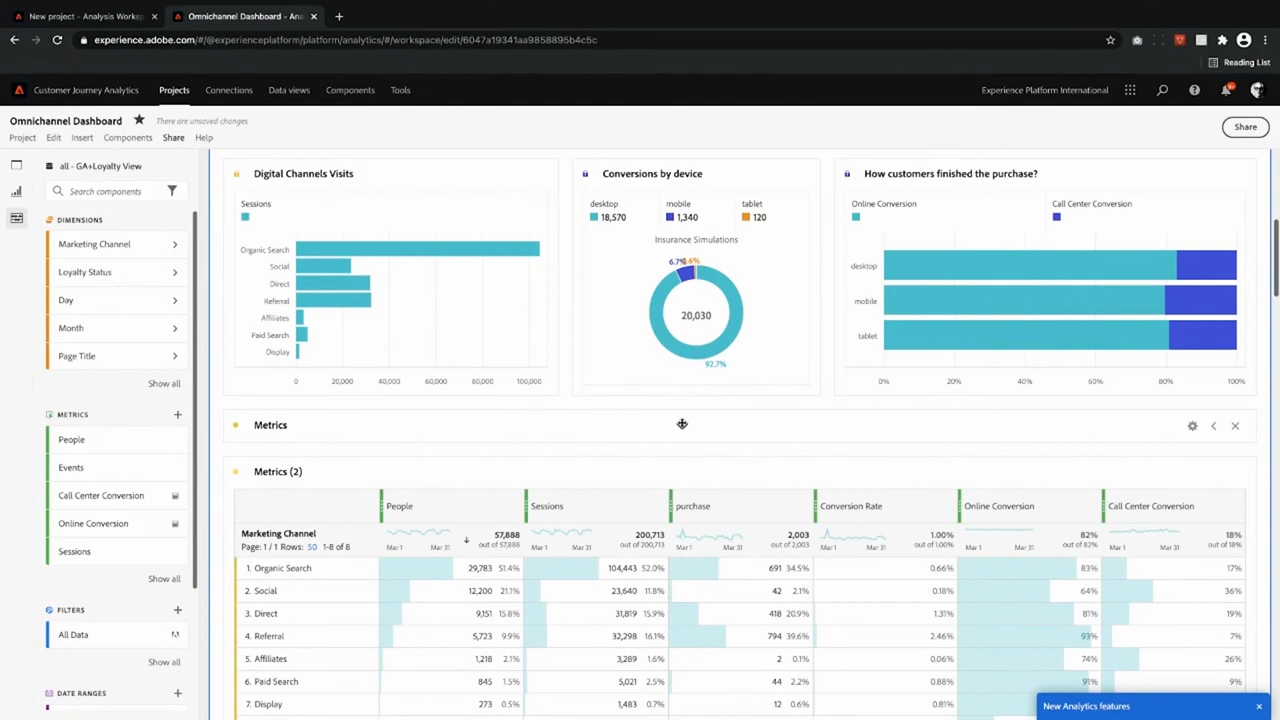 New project - Analysis Worksp
Omnichannel Dashboard - Ana
experience.adobe.com/#/@experienceplatform/platform/analytics/#/workspace/edit/6047a19341aa9858895b4c5c
Reading List
Customer Journey Analytics Projects Connections Data views Components Tools
Experience Platform International
Omnichannel Dashboard There are unsaved changes
Project Edit Insert Components Share Help
Share
all - GA+Loyalty View
Search components
DIMENSIONS
Marketing Channel
Loyalty Status
Day
Month
Page Title
Show all
METRICS
People
Events
Call Center Conversion
Online Conversion
Sessions
Show all
FILTERS
All Data
Show all
DATE RANGES
Digital Channels Visits
Sessions
Organic Search
Social
Direct
Referral
Affiliates
Paid Search
Display
0 20,000 40,000 60,000 80,000 100,000
Conversions by device
desktop mobile tablet
18,570 1,340 120
Insurance Simulations
6.7% 0.6%
20,030
92.7%
How customers finished the purchase?
Online Conversion Call Center Conversion
desktop
mobile
tablet
0% 20% 40% 60% 80% 100%
Metrics
Metrics (2)
People Sessions purchase Conversion Rate Online Conversion Call Center Conversion
Marketing Channel 57,888 200,713 2,003 1.00% 82% 18%
Page: 1 / 1 Rows: 50 1-8 of 8 Mar 1 Mar 31 out of 57,888 Mar 1 Mar 31 out of 200,713 Mar 1 Mar 31 out of 2,003 Mar 1 Mar 31 out of 100% Mar 1 Mar 31 out of 82% Mar 1 Mar 31 out of 18%
1. Organic Search 29,783 51.4% 104,443 52.0% 691 34.5% 0.66% 83% 17%
2. Social 12,200 21.1% 23,640 11.8% 42 2.1% 0.18% 64% 36%
3. Direct 9,151 15.8% 31,819 15.9% 418 20.9% 1.31% 81% 19%
4. Referral 5,723 9.9% 32,298 16.1% 794 39.6% 2.46% 93% 7%
5. Affiliates 1,218 2.1% 3,289 1.6% 2 0.1% 0.06% 74% 26%
6. Paid Search 845 1.5% 5,021 2.5% 44 2.2% 0.88% 91% 9%
7. Display 273 0.5% 1,483 0.7% 12 0.6% 0.81%
New Analytics features